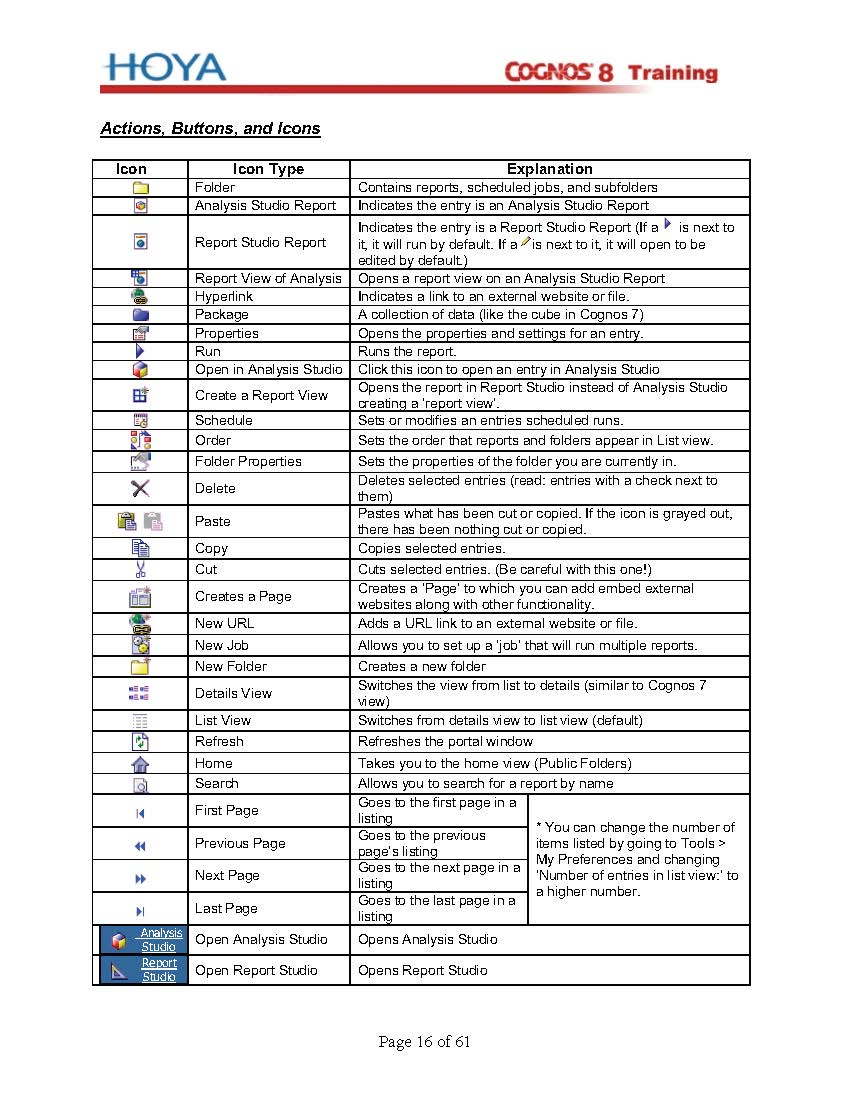 HOYA
COGNOS 8 Training
Actions, Buttons, and Icons
Icon Icon Type Explanation
Folder Contains reports, scheduled jobs, and subfolders
Analysis Studio Report Indicates the entry is an Analysis Studio Report
Report Studio Report Indicates the entry is a Report Studio Report (If a is next to
it, it will run by default. If a is next to it, it will open to be
edited by default.)
Report View of Analysis Opens a report view on an Analysis Studio Report
Hyperlink Indicates a link to an external website or file.
Package A collection of data (like the cube in Cognos 7)
Properties Opens the properties and settings for an entry.
Run Runs the report.
Open in Analysis Studio Click this icon to open an entry in Analysis Studio
Create a Report View Opens the report in Report Studio instead of Analysis Studio
creating a 'report view'.
Schedule Sets or modifies an entries scheduled runs.
Order Sets the order that reports and folders appear in List view.
Folder Properties Sets the properties of the folder you are currently in.
Delete Deletes selected entries (read: entries with a check next to
them)
Paste Pastes what has been cut or copied. If the icon is grayed out,
there has been nothing cut or copied.
Copy Copies selected entries.
Cut Cuts selected entries. (Be careful with this one!)
Creates a Page Creates a 'Page' to which you can add embed external
websites along with other functionality.
New URL Adds a URL link to an external website or file.
New Job Allows you to set up a 'job' that will run multiple reports.
New Folder Creates a new folder
Details View Switches the view from list to details (similar to Cognos 7
view)
List View Switches from details view to list view (default)
Refresh Refreshes the portal window
Home Takes you to the home view (Public Folders)
Search Allows you to search for a report by name
First Page Goes to the first page in a
listing
Previous Page Goes to the previous
page's listing
Next Page Goes to the next page in a
listing
Last Page Goes to the last page in a
listing
* You can change the number of
items listed by going to Tools >
My Preferences and changing
'Number of entries in list view:' to
a higher number.
Analysis
Studio
Open Analysis Studio Opens Analysis Studio
Report
Studio
Open Report Studio Opens Report Studio
Page 16 of 61